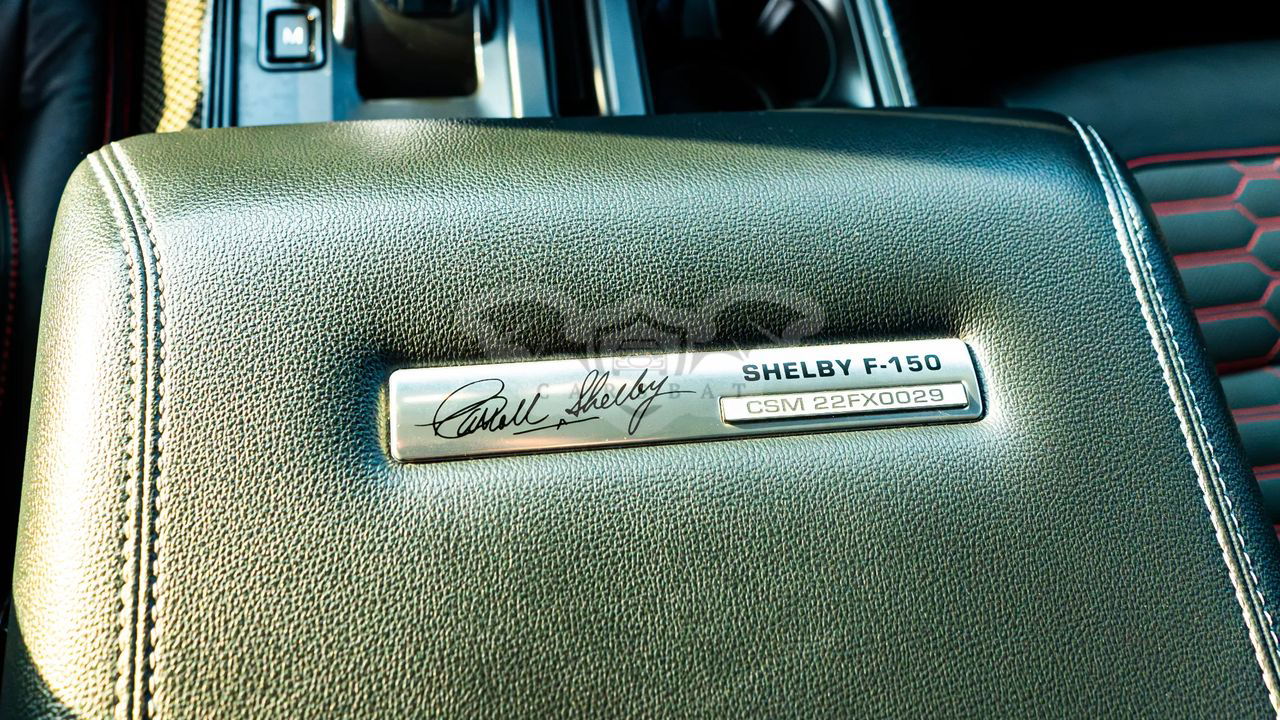 M
Carroll Shelby
SHELBY F-150
CSM 22FX0029